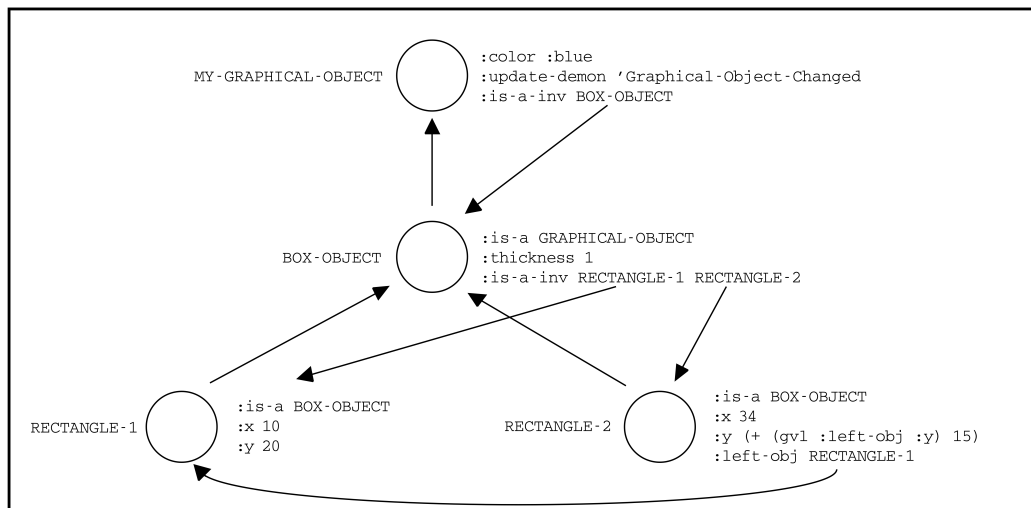 MY-GRAPHICAL-OBJECT
:color :blue
:update-demon ’Graphical-Object-Changed
:is-a-inv BOX-OBJECT
BOX-OBJECT
:is-a GRAPHICAL-OBJECT
:thickness 1
:is-a-inv RECTANGLE-1 RECTANGLE-2
RECTANGLE-1
:is-a BOX-OBJECT
:x 10
:y 20
RECTANGLE-2
:is-a BOX-OBJECT
:x 34
:y (+ (gvl :left-obj :y) 15)
:left-obj RECTANGLE-1